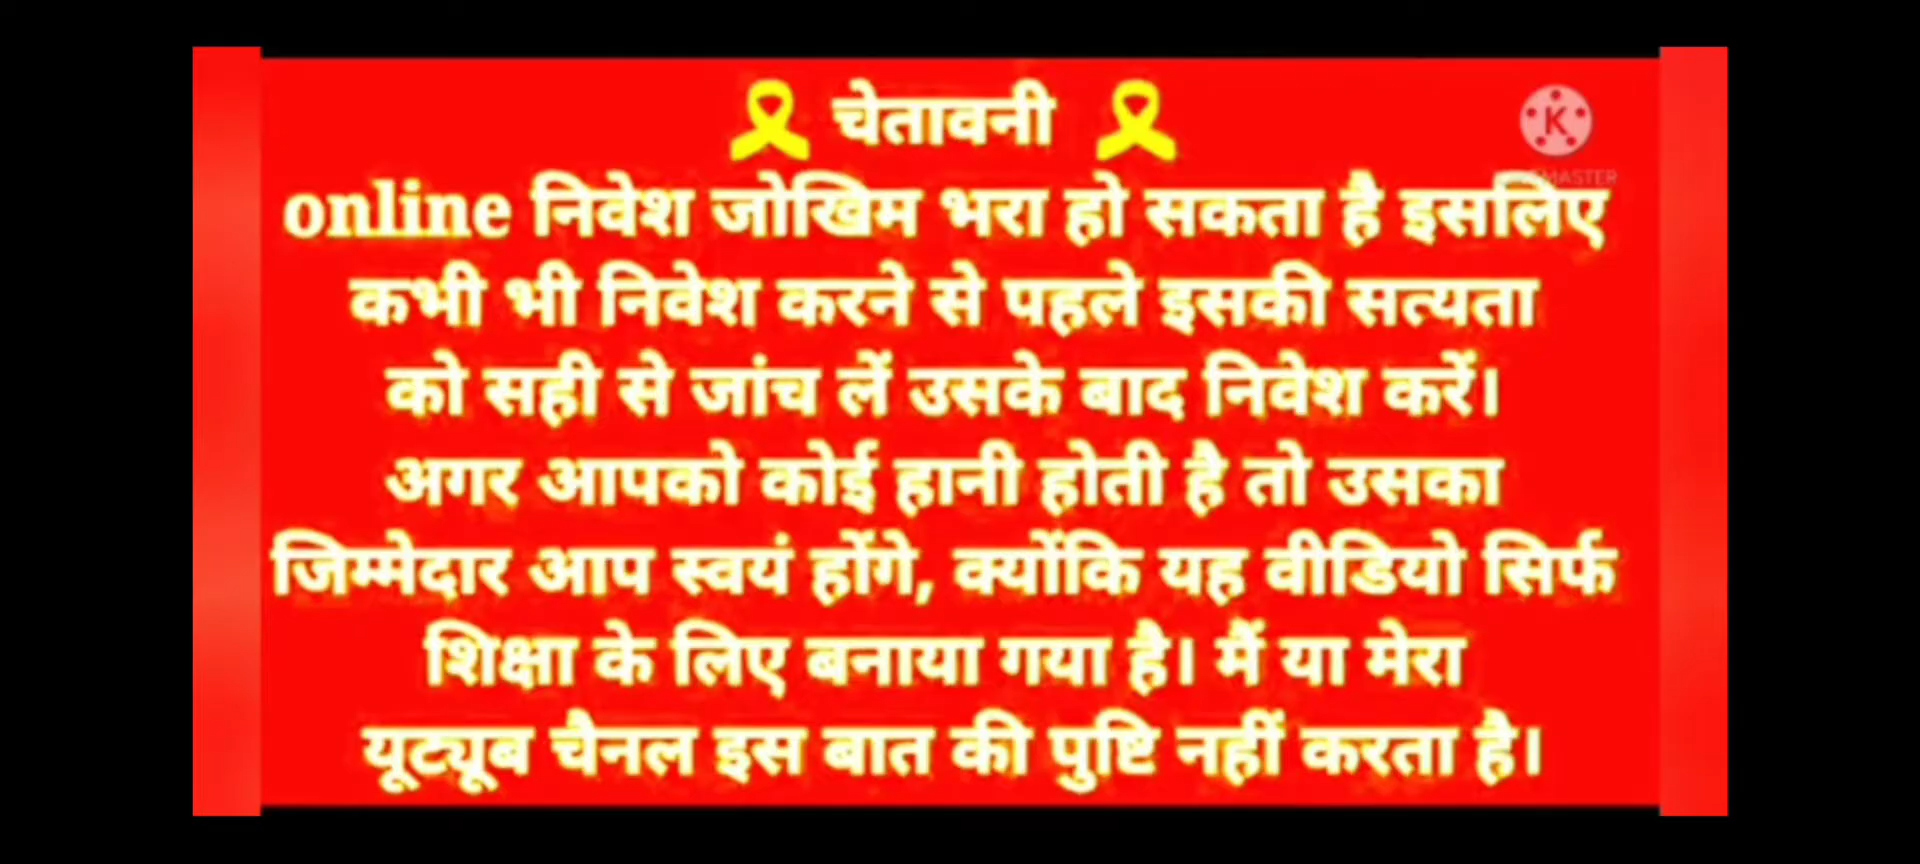 🎗 चेतावनी 🎗
online निवेश जोखिम भरा हो सकता है इसलिए
कभी भी निवेश करने से पहले इसकी सत्यता
को सही से जांच लें उसके बाद निवेश करें।
अगर आपको कोई हानी होती है तो उसका
जिम्मेदार आप स्वयं होंगे, क्योंकि यह वीडियो सिर्फ
शिक्षा के लिए बनाया गया है। मैं या मेरा
यूट्यूब चैनल इस बात की पुष्टि नहीं करता है।
K